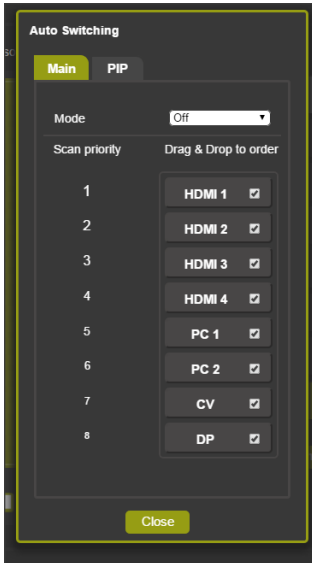 Auto Switching
Main PIP
Mode Off
Scan priority Drag & Drop to order
1 HDMI 1
2 HDMI 2
3 HDMI 3
4 HDMI 4
5 PC 1
6 PC 2
7 CV
8 DP
Close